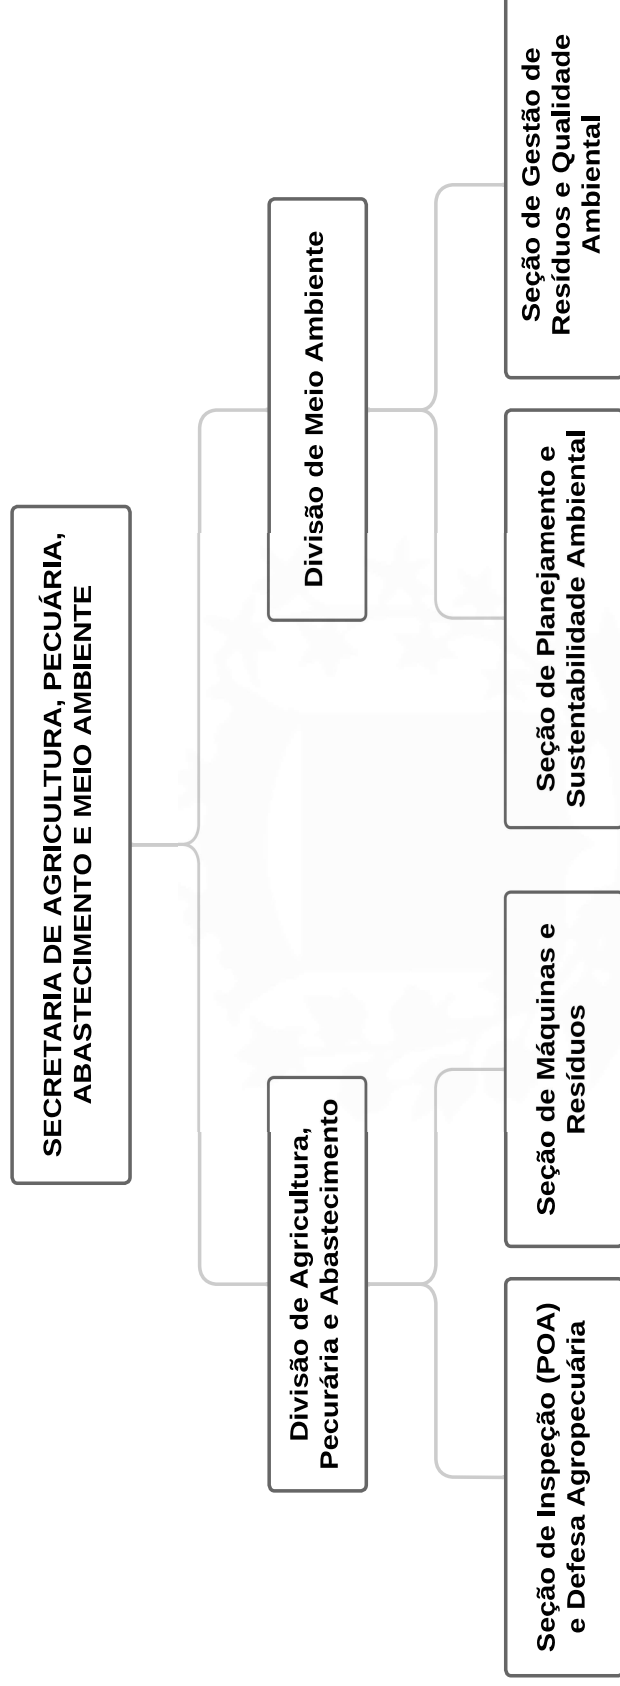 SECRETARIA DE AGRICULTURA, PECUÁRIA,
ABASTECIMENTO E MEIO AMBIENTE
Divisão de Agricultura,
Pecurária e Abastecimento
Divisão de Meio Ambiente
Seção de Inspeção (POA)
e Defesa Agropecuária
Seção de Máquinas e
Resíduos
Seção de Planejamento e
Sustentabilidade Ambiental
Seção de Gestão de
Resíduos e Qualidade
Ambiental